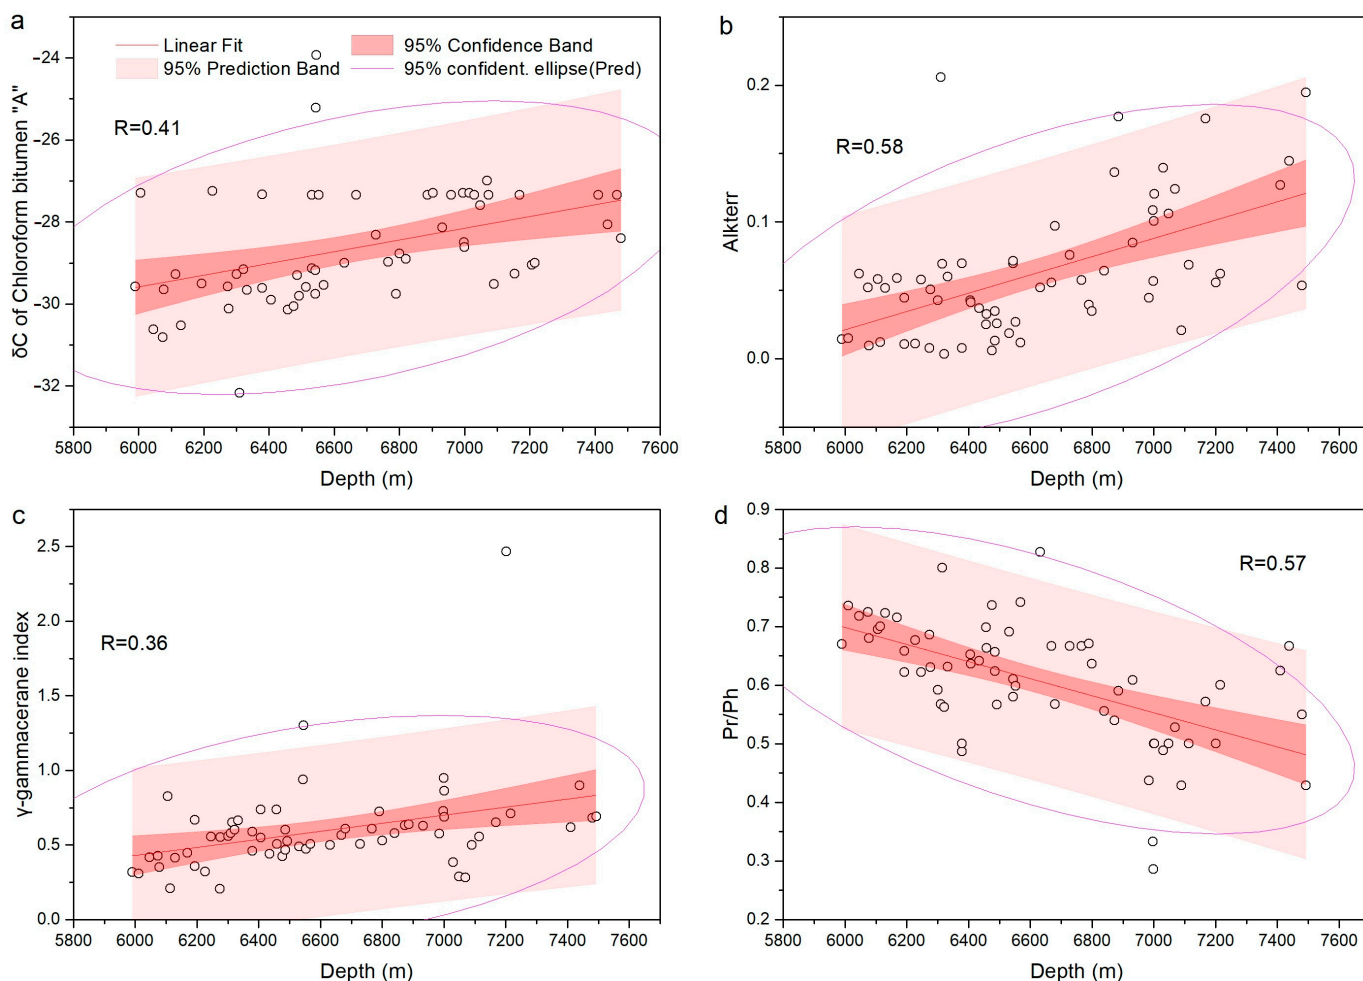 a
Linear Fit
95% Confidence Band
95% Prediction Band
95% confident. ellipse(Pred)
R=0.41
δC of Chloroform bitumen "A"
-24
-26
-28
-30
-32
5800 6000 6200 6400 6600 6800 7000 7200 7400 7600
Depth (m)
b
R=0.58
Alkterr
0.2
0.1
0.0
5800 6000 6200 6400 6600 6800 7000 7200 7400 7600
Depth (m)
c
R=0.36
γ-gammacerane index
2.5
2.0
1.5
1.0
0.5
0.0
5800 6000 6200 6400 6600 6800 7000 7200 7400 7600
Depth (m)
d
R=0.57
Pr/Ph
0.9
0.8
0.7
0.6
0.5
0.4
0.3
0.2
5800 6000 6200 6400 6600 6800 7000 7200 7400 7600
Depth (m)